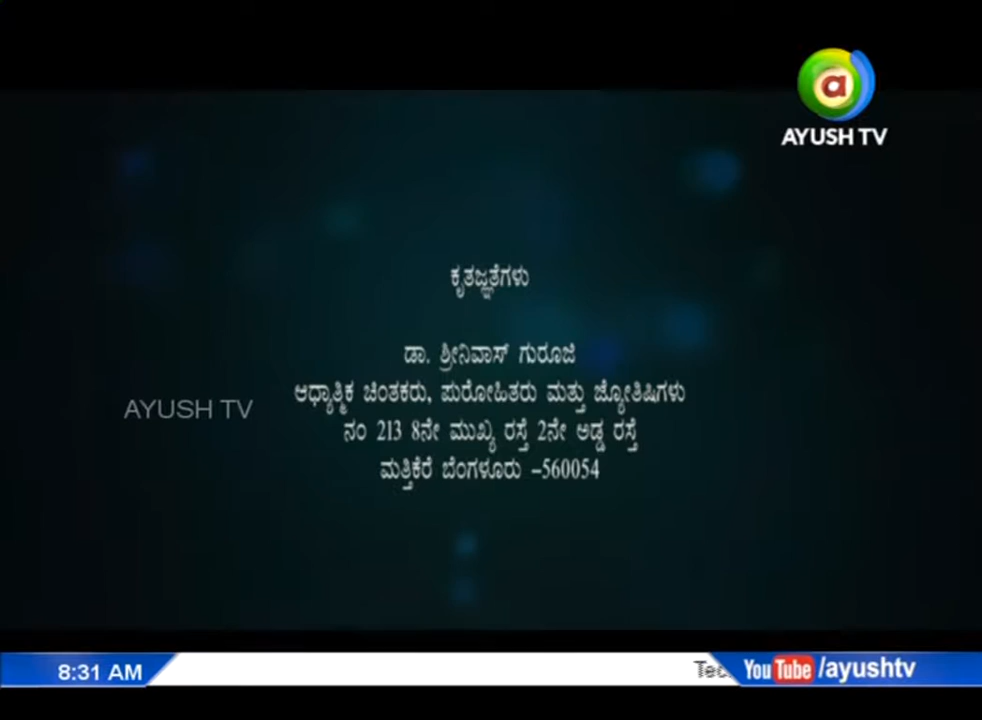 a
AYUSH TV
ಕೃತಜ್ಞತೆಗಳು
ಡಾ. ಶ್ರೀನಿವಾಸ್ ಗುರೂಜಿ
ಆಧ್ಯಾತ್ಮಿಕ ಚಿಂತಕರು, ಪುರೋಹಿತರು ಮತ್ತು ಜ್ಯೋತಿಷಿಗಳು
AYUSH TV
ನಂ 213 8ನೇ ಮುಖ್ಯ ರಸ್ತೆ 2ನೇ ಅಡ್ಡ ರಸ್ತೆ
ಮತ್ತಿಕೆರೆ ಬೆಂಗಳೂರು -560054
8:31 AM
YouTube /ayushtv